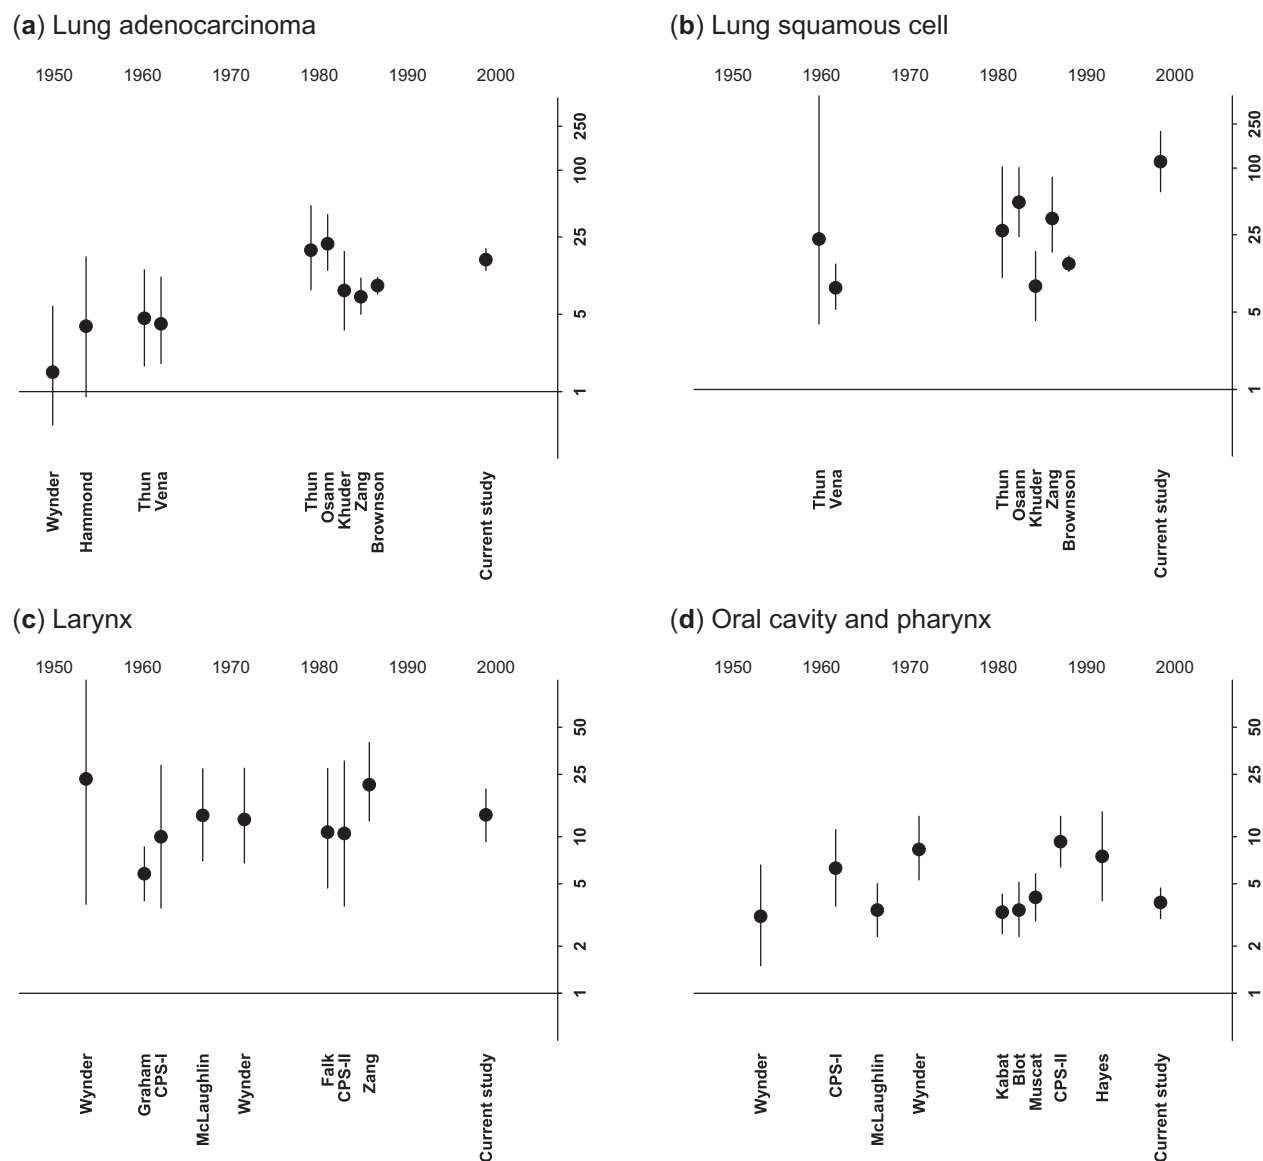 (a) Lung adenocarcinoma
1950 1960 1970 1980 1990 2000
250
100
25
5
1
Wynder
Hammond
Thun
Vena
Thun
Osann
Khuder
Zang
Brownson
Current study
(b) Lung squamous cell
1950 1960 1970 1980 1990 2000
250
100
25
5
1
Thun
Vena
Thun
Osann
Khuder
Zang
Brownson
Current study
(c) Larynx
1950 1960 1970 1980 1990 2000
50
25
10
5
2
1
Wynder
Graham
CPS-I
McLaughlin
Wynder
Falk
CPS-II
Zang
Current study
(d) Oral cavity and pharynx
1950 1960 1970 1980 1990 2000
50
25
10
5
2
1
Wynder
CPS-I
McLaughlin
Wynder
Kabat
Blot
Muscat
CPS-II
Hayes
Current study